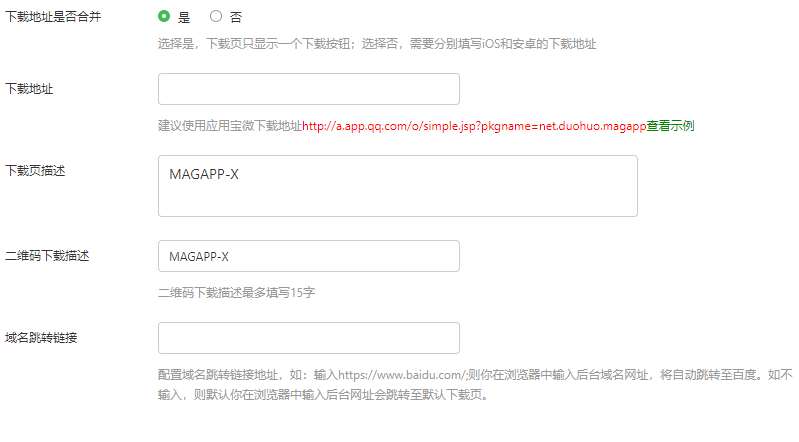 下载地址是否合并 是 否
选择是，下载页只显示一个下载按钮；选择否，需要分别填写iOS和安卓的下载地址
下载地址
建议使用应用宝微下载地址http://a.app.qq.com/o/simple.jsp?pkgname=net.duohuo.magapp查看示例
下载页描述 MAGAPP-X
二维码下载描述 MAGAPP-X
二维码下载描述最多填写15字
域名跳转链接
配置域名跳转链接地址，如：输入https://www.baidu.com/;则你在浏览器中输入后台域名网址，将自动跳转至百度。如不
输入，则默认你在浏览器中输入后台网址会跳转至默认下载页。